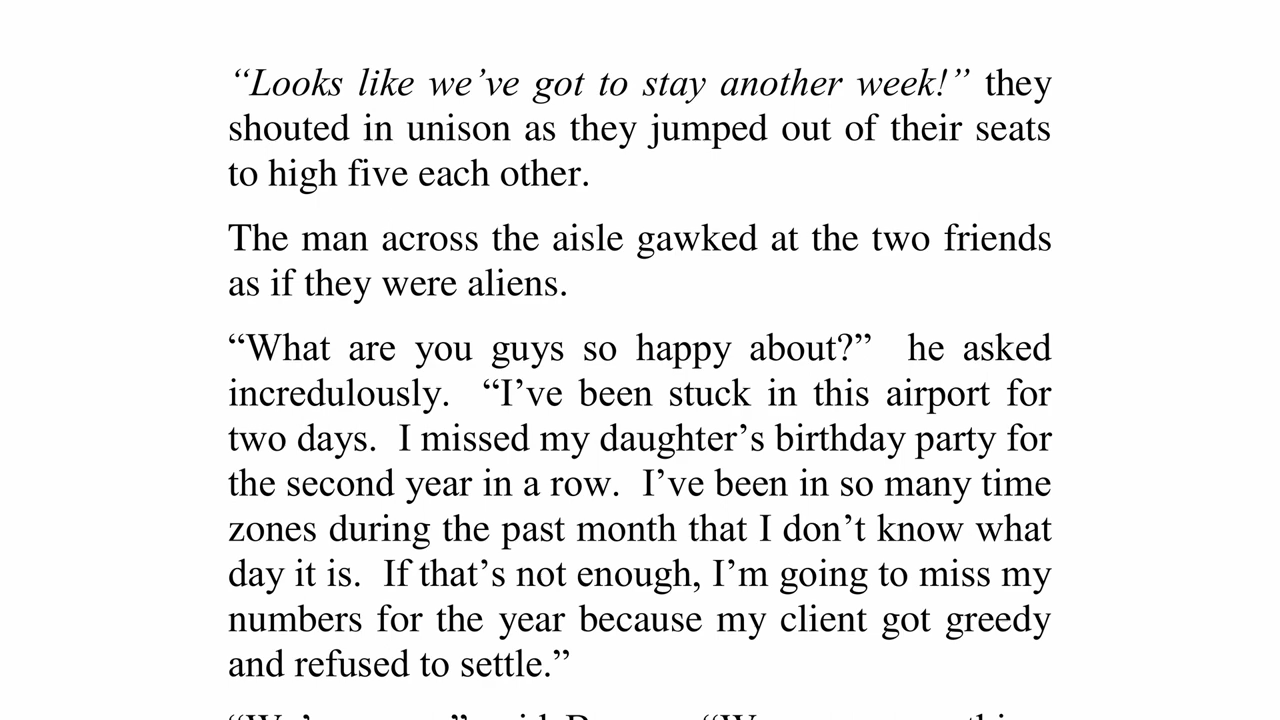 “Looks like we’ve got to stay another week!” they
shouted in unison as they jumped out of their seats
to high five each other.
The man across the aisle gawked at the two friends
as if they were aliens.
“What are you guys so happy about?”  he asked
incredulously.  “I’ve been stuck in this airport for
two days.  I missed my daughter’s birthday party for
the second year in a row.  I’ve been in so many time
zones during the past month that I don’t know what
day it is.  If that’s not enough, I’m going to miss my
numbers for the year because my client got greedy
and refused to settle.”